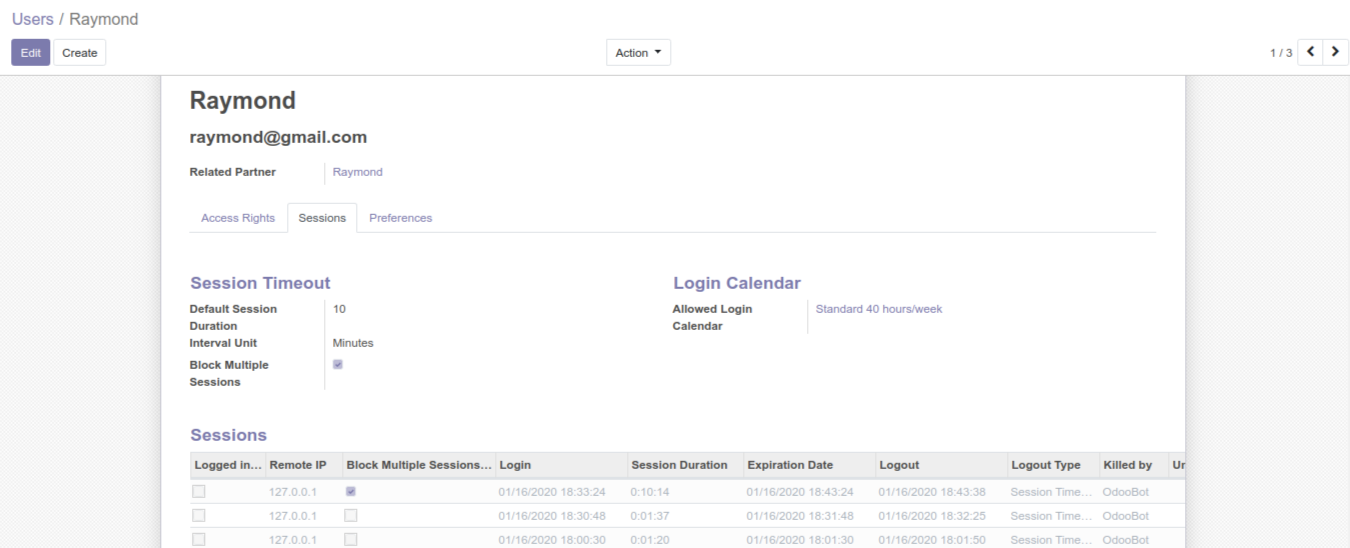 Users / Raymond
Edit Create Action 1 / 3
Raymond
raymond@gmail.com
Related Partner Raymond
Access Rights Sessions Preferences
Session Timeout Login Calendar
Default Session 10 Allowed Login Standard 40 hours/week
Duration Calendar
Interval Unit Minutes
Block Multiple
Sessions
Sessions
Logged in... Remote IP Block Multiple Sessions... Login Session Duration Expiration Date Logout Logout Type Killed by Ur
127.0.0.1 01/16/2020 18:33:24 0:10:14 01/16/2020 18:43:24 01/16/2020 18:43:38 Session Time... OdooBot
127.0.0.1 01/16/2020 18:30:48 0:01:37 01/16/2020 18:31:48 01/16/2020 18:32:25 Session Time... OdooBot
127.0.0.1 01/16/2020 18:00:30 0:01:20 01/16/2020 18:01:30 01/16/2020 18:01:50 Session Time... OdooBot